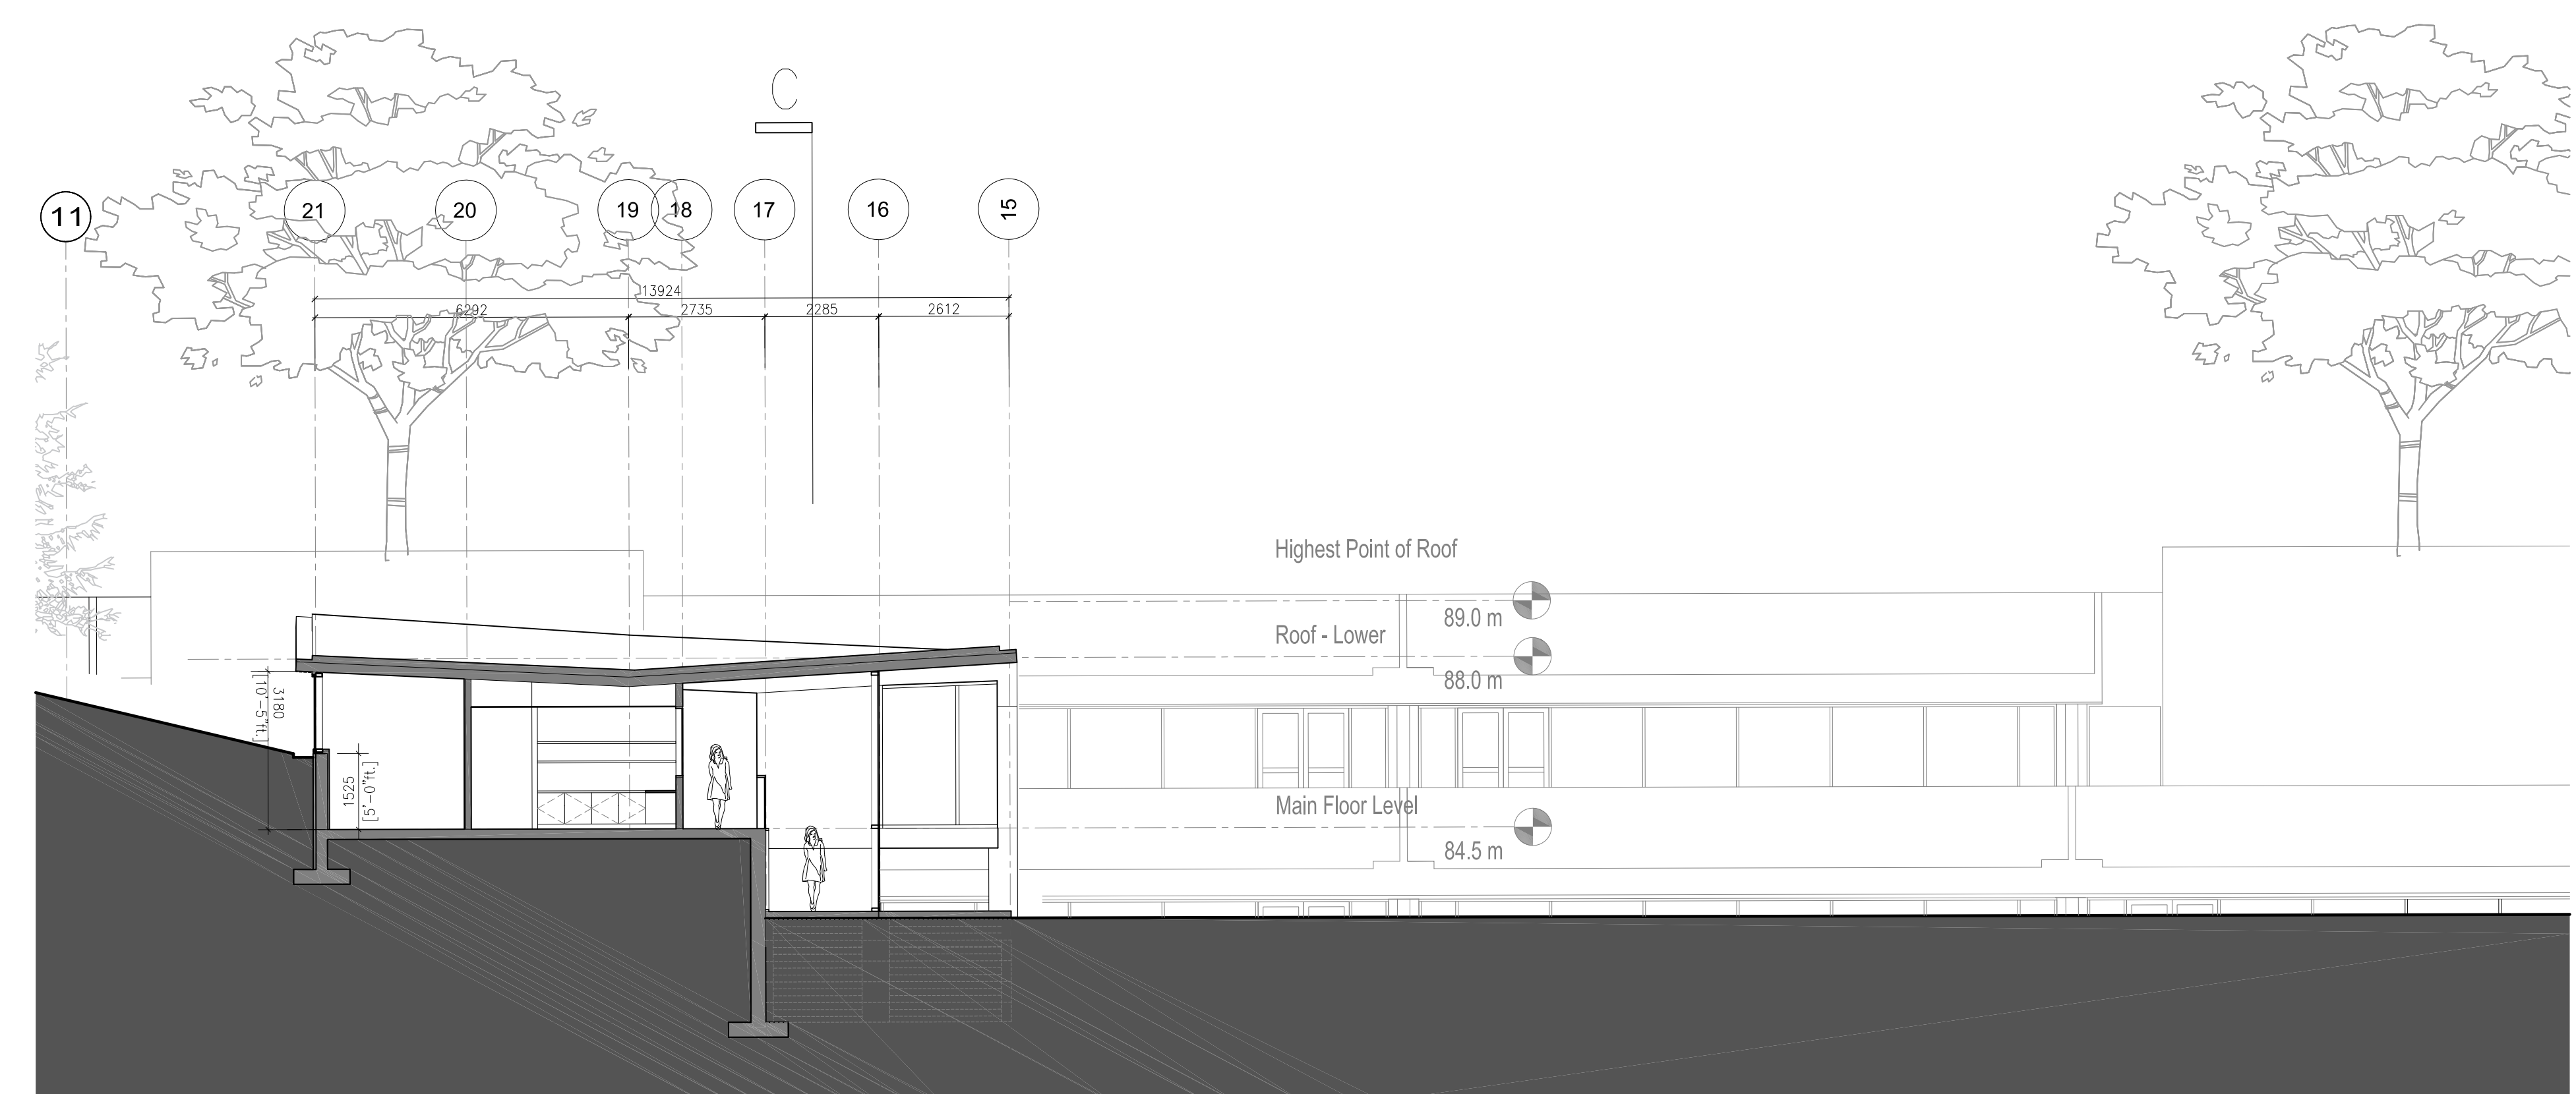 C
11
21
20
19
18
17
16
15
13924
6292
2735
2285
2612
Highest Point of Roof
89.0 m
Roof - Lower
88.0 m
3180
[10'-5"ft.]
1525
[5'-0"ft.]
Main Floor Level
84.5 m